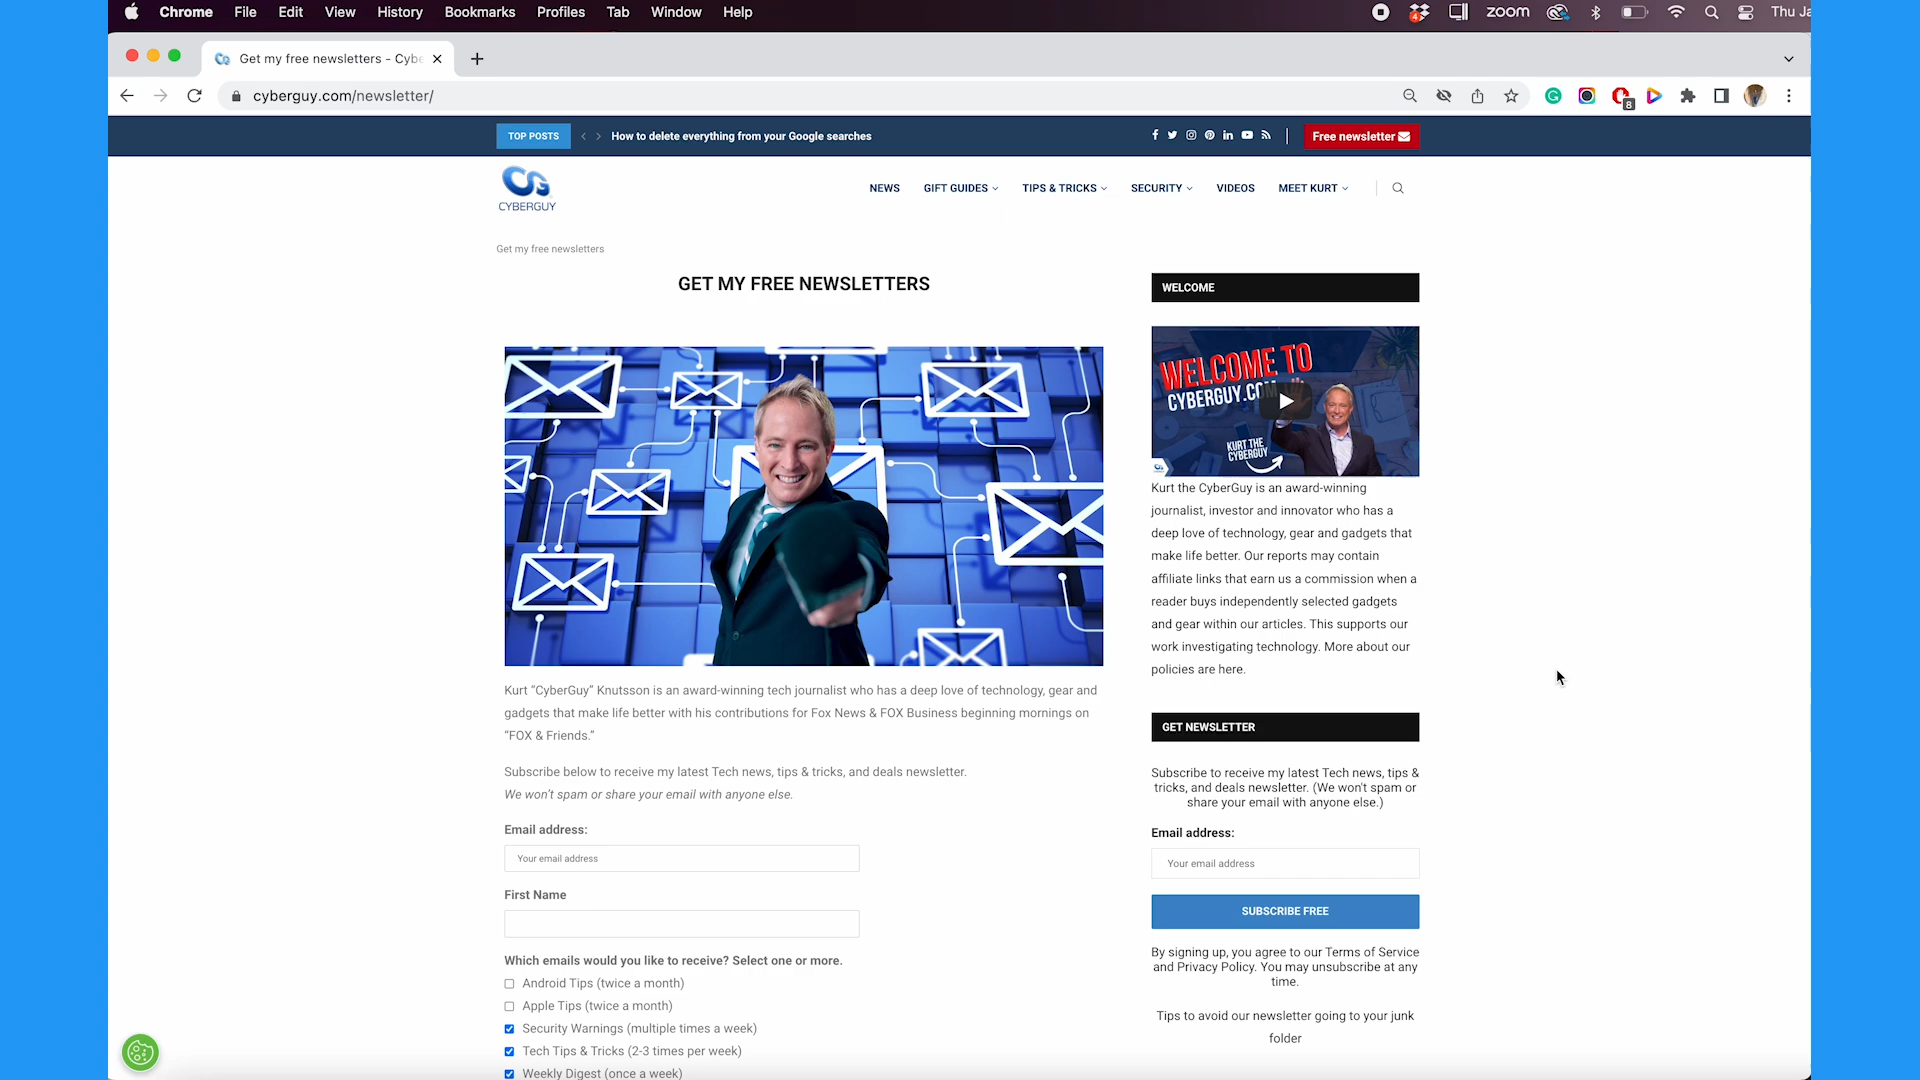 Chrome File Edit View History Bookmarks Profiles Tab Window Help zoom Thu
Get my free newsletters - Cybe
cyberguy.com/newsletter/
TOP POSTS How to delete everything from your Google searches Free newsletter
CYBERGUY
NEWS GIFT GUIDES TIPS & TRICKS SECURITY VIDEOS MEET KURT
Get my free newsletters
GET MY FREE NEWSLETTERS
Kurt “CyberGuy” Knutsson is an award-winning tech journalist who has a deep love of technology, gear and
gadgets that make life better with his contributions for Fox News & FOX Business beginning mornings on
“FOX & Friends.”
Subscribe below to receive my latest Tech news, tips & tricks, and deals newsletter.
We won't spam or share your email with anyone else.
Email address:
Your email address
First Name
Which emails would you like to receive? Select one or more.
Android Tips (twice a month)
Apple Tips (twice a month)
Security Warnings (multiple times a week)
Tech Tips & Tricks (2-3 times per week)
Weekly Digest (once a week)
WELCOME
WELCOME TO
CYBERGUY.COM
KURT THE
CYBERGUY
Kurt the CyberGuy is an award-winning
journalist, investor and innovator who has a
deep love of technology, gear and gadgets that
make life better. Our reports may contain
affiliate links that earn us a commission when a
reader buys independently selected gadgets
and gear within our articles. This supports our
work investigating technology. More about our
policies are here.
GET NEWSLETTER
Subscribe to receive my latest Tech news, tips &
tricks, and deals newsletter. (We won't spam or
share your email with anyone else.)
Email address:
Your email address
SUBSCRIBE FREE
By signing up, you agree to our Terms of Service
and Privacy Policy. You may unsubscribe at any
time.
Tips to avoid our newsletter going to your junk
folder